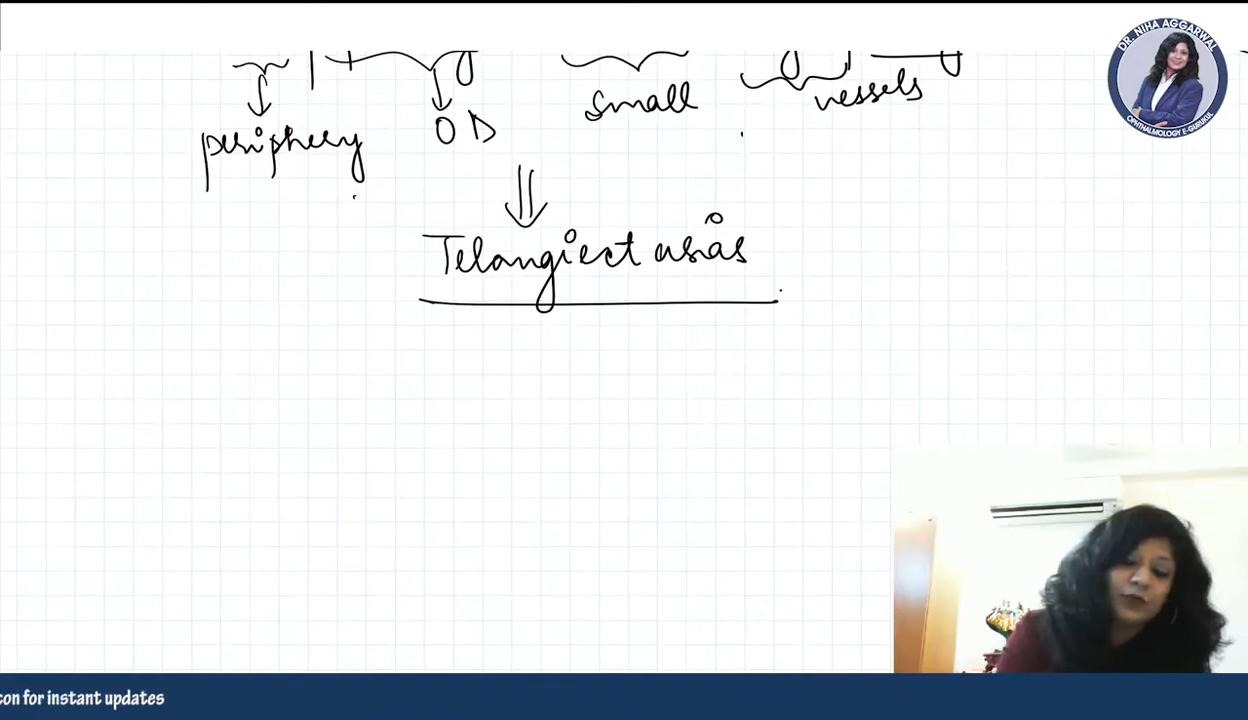 DR. NIHA AGGARWAL
OPHTHALMOLOGY E-GURUKUL
small
vessels
periphery
OD
Telangiectasias
con for instant updates